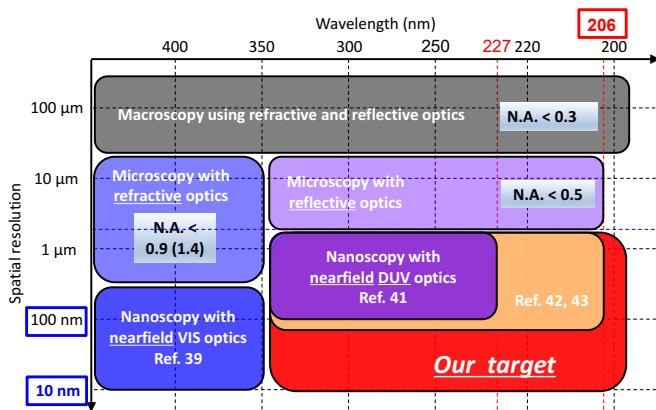 Wavelength (nm)
206
400
350
300
250
227
220
200
Spatial resolution
100 µm
10 µm
1 µm
100 nm
10 nm
Macroscopy using refractive and reflective optics
N.A. < 0.3
Microscopy with
refractive optics
N.A. <
0.9 (1.4)
Microscopy with
reflective optics
N.A. < 0.5
Nanoscopy with
nearfield DUV optics
Ref. 41
Ref. 42, 43
Nanoscopy with
nearfield VIS optics
Ref. 39
Our target